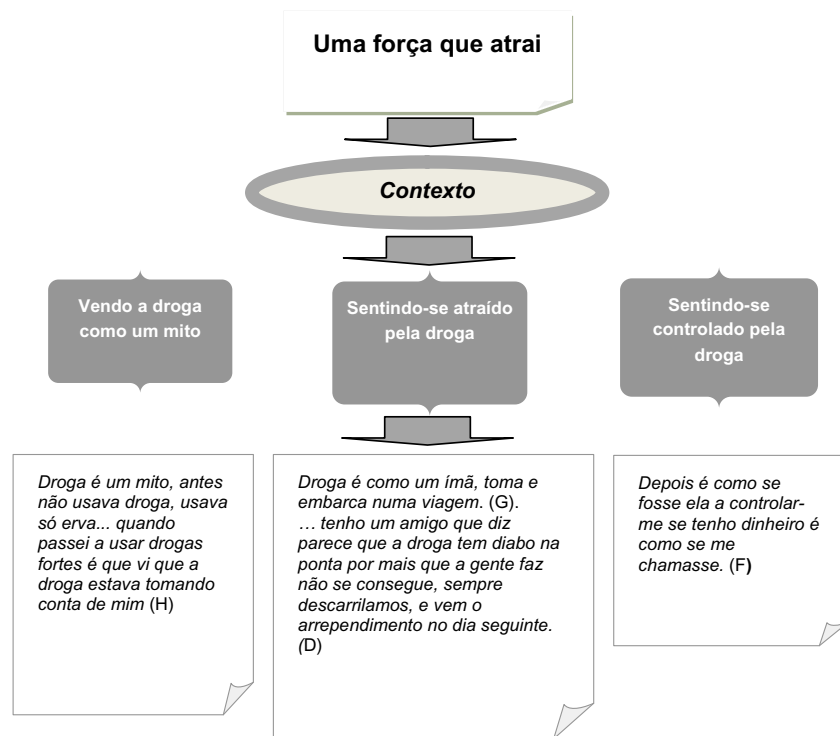 Uma força que atrai
Contexto
Vendo a droga
como um mito
Sentindo-se atraído
pela droga
Sentindo-se
controlado pela
droga
Droga é um mito, antes
não usava droga, usava
só erva... quando
passei a usar drogas
fortes é que vi que a
droga estava tomando
conta de mim (H)
Droga é como um ímã, toma e
embarca numa viagem. (G).
… tenho um amigo que diz
parece que a droga tem diabo na
ponta por mais que a gente faz
não se consegue, sempre
descarrilamos, e vem o
arrependimento no dia seguinte.
(D)
Depois é como se
fosse ela a controlar-
me se tenho dinheiro é
como se me
chamasse. (F)